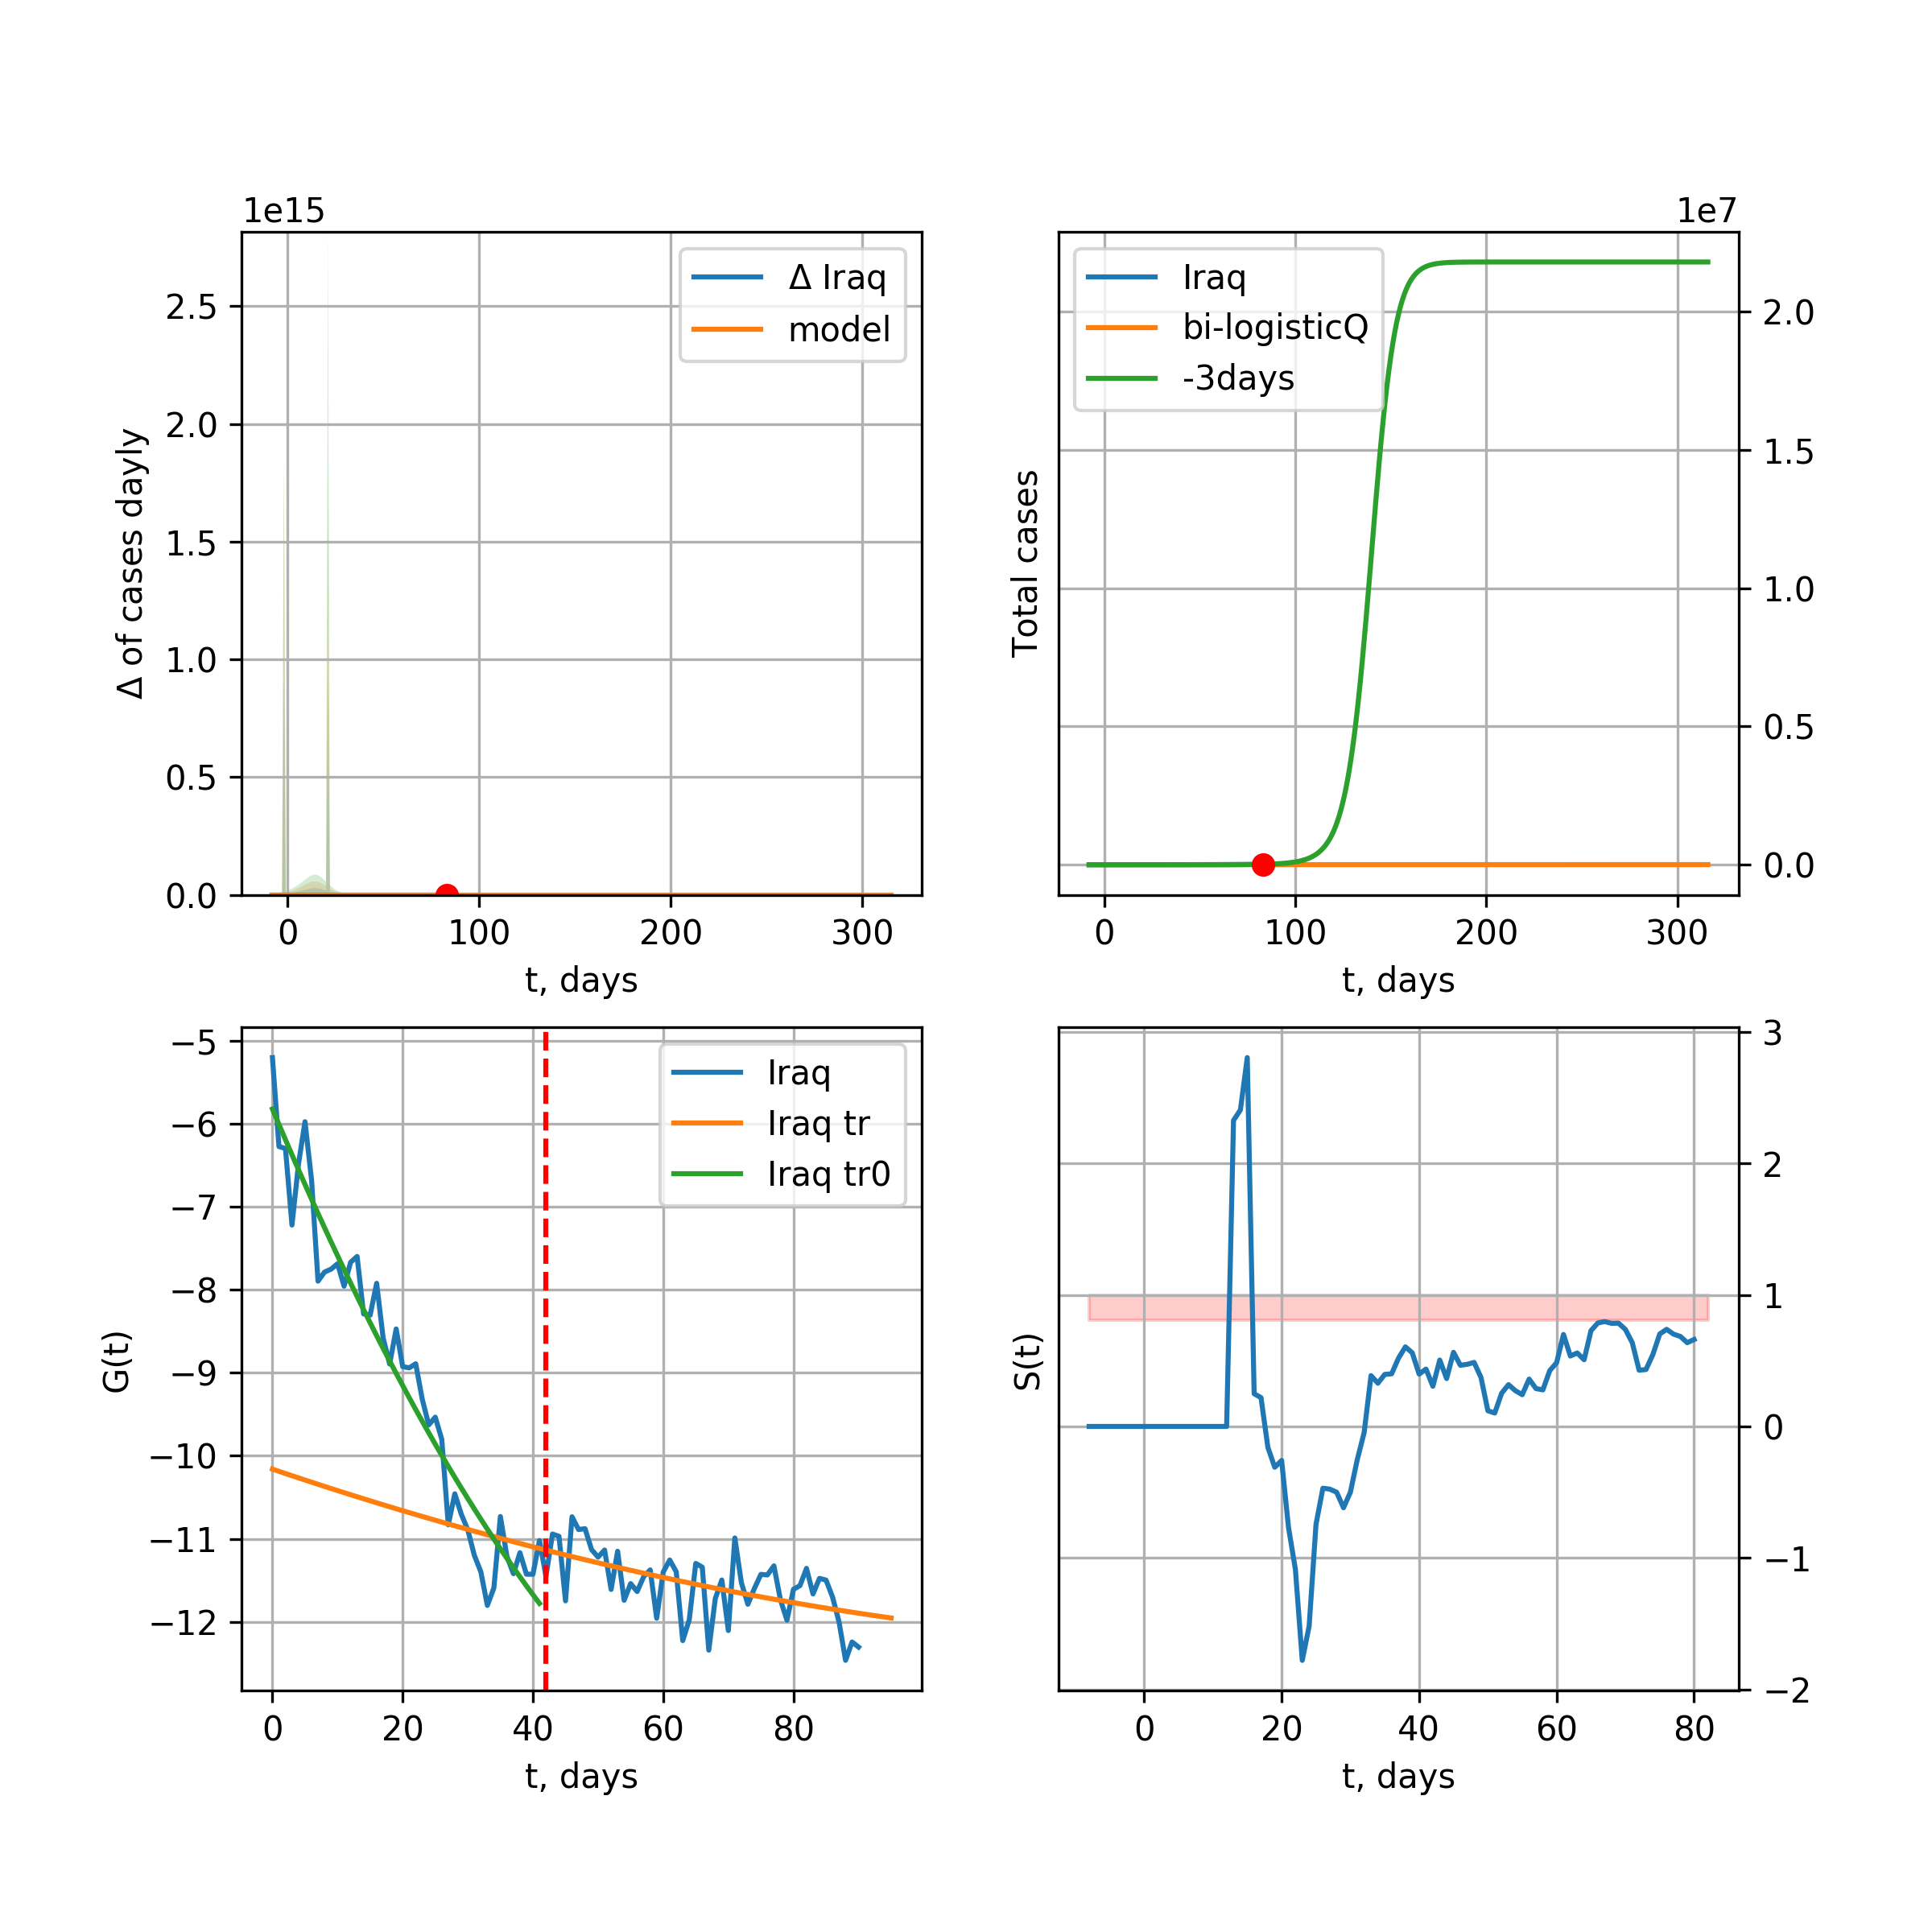 1e15
Δ of cases dayly
2.5
2.0
1.5
1.0
0.5
0.0
0 100 200 300
t, days
Δ Iraq
model
1e7
Total cases
2.0
1.5
1.0
0.5
0.0
0 100 200 300
t, days
Iraq
bi-logisticQ
-3days
G(t)
−5
−6
−7
−8
−9
−10
−11
−12
0 20 40 60 80
t, days
Iraq
Iraq tr
Iraq tr0
S(t)
3
2
1
0
−1
−2
0 20 40 60 80
t, days